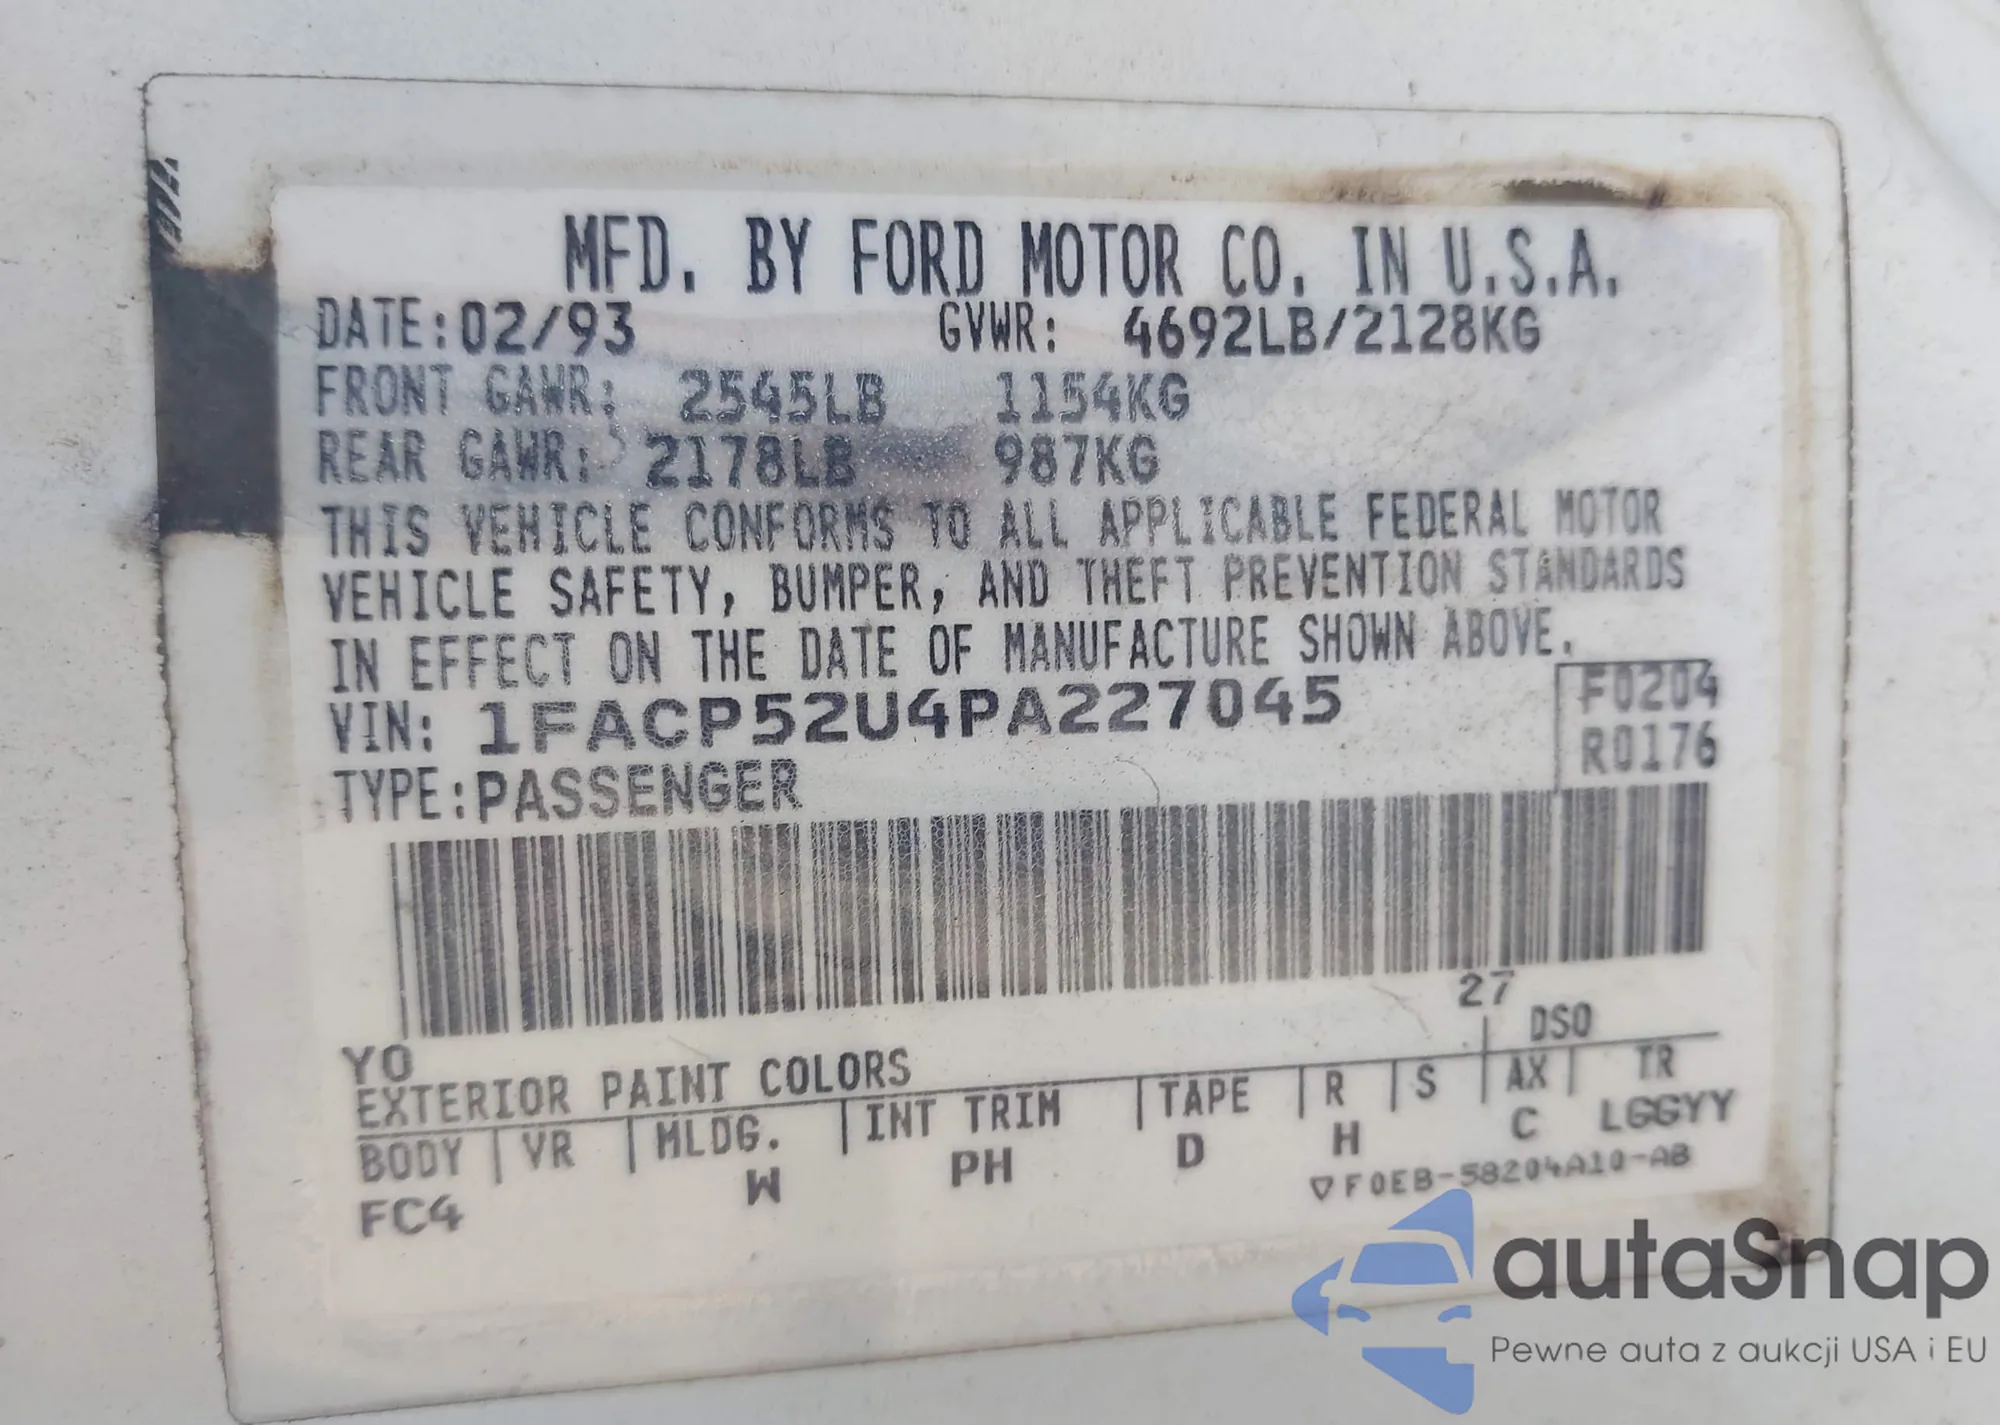 MFD. BY FORD MOTOR CO. IN U.S.A.
DATE:02/93 GVWR: 4692LB/2128KG
FRONT GAWR: 2545LB 1154KG
REAR GAWR: 2178LB 987KG
THIS VEHICLE CONFORMS TO ALL APPLICABLE FEDERAL MOTOR
VEHICLE SAFETY, BUMPER, AND THEFT PREVENTION STANDARDS
IN EFFECT ON THE DATE OF MANUFACTURE SHOWN ABOVE.
F0204
VIN: 1FACP52U4PA227045
R0176
TYPE:PASSENGER
27
YO
EXTERIOR PAINT COLORS DSO
BODY VR MLDG. INT TRIM TAPE R S AX TR
FC4 W PH D H C LGGYY
▽F0EB-58204A10-AB
autaSnap
Pewne auta z aukcji USA i EU